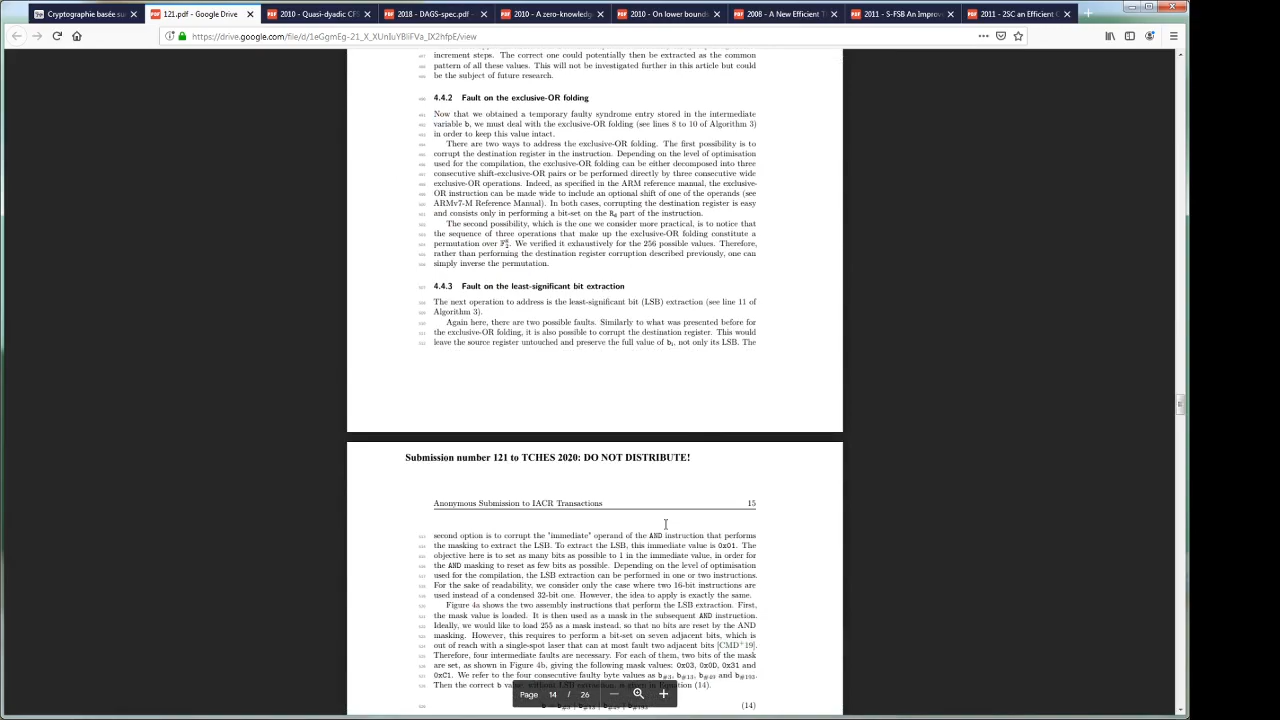 Cryptographie basée su
121.pdf - Google Drive
2010 - Quasi-dyadic CFS
2018 - DAGS-spec.pdf -
2010 - A zero-knowledg
2010 - On lower bounds
2008 - A New Efficient T
2011 - S-FSB An Improv
2011 - 2SC an Efficient C
increment steps. The correct one could potentially then be extracted as the common
pattern of all these values. This will not be investigated further in this article but could
be the subject of future research.
4.4.2 Fault on the exclusive-OR folding
Now that we obtained a temporary faulty syndrome entry stored in the intermediate
variable b, we must deal with the exclusive-OR folding (see lines 8 to 10 of Algorithm 3)
in order to keep this value intact.
There are two ways to address the exclusive-OR folding. The first possibility is to
corrupt the destination register in the instruction. Depending on the level of optimisation
used for the compilation, the exclusive-OR folding can be either decomposed into three
consecutive shift-exclusive-OR pairs or be performed directly by three consecutive wide
exclusive-OR operations. Indeed, as specified in the ARM reference manual, the exclusive-
OR instruction can be made wide to include an optional shift of one of the operands (see
ARMv7-M Reference Manual). In both cases, corrupting the destination register is easy
and consists only in performing a bit-set on the Rd part of the instruction.
The second possibility, which is the one we consider more practical, is to notice that
the sequence of three operations that make up the exclusive-OR folding constitute a
permutation over 𝔽₂⁸. We verified it exhaustively for the 256 possible values. Therefore,
rather than performing the destination register corruption described previously, one can
simply inverse the permutation.
4.4.3 Fault on the least-significant bit extraction
The next operation to address is the least-significant bit (LSB) extraction (see line 11 of
Algorithm 3).
Again here, there are two possible faults. Similarly to what was presented before for
the exclusive-OR folding, it is also possible to corrupt the destination register. This would
leave the source register untouched and preserve the full value of bi, not only its LSB. The
Submission number 121 to TCHES 2020: DO NOT DISTRIBUTE!
Anonymous Submission to IACR Transactions 15
second option is to corrupt the "immediate" operand of the AND instruction that performs
the masking to extract the LSB. To extract the LSB, this immediate value is 0x01. The
objective here is to set as many bits as possible to 1 in the immediate value, in order for
the AND masking to reset as few bits as possible. Depending on the level of optimisation
used for the compilation, the LSB extraction can be performed in one or two instructions.
For the sake of readability, we consider only the case where two 16-bit instructions are
used instead of a condensed 32-bit one. However, the idea to apply is exactly the same.
Figure 4a shows the two assembly instructions that perform the LSB extraction. First,
the mask value is loaded. It is then used as a mask in the subsequent AND instruction.
Ideally, we would like to load 255 as a mask instead, so that no bits are reset by the AND
masking. However, this requires to perform a bit-set on seven adjacent bits, which is
out of reach with a single-spot laser that can at most fault two adjacent bits [CMD+19].
Therefore, four intermediate faults are necessary. For each of them, two bits of the mask
are set, as shown in Figure 4b, giving the following mask values: 0x03, 0x0D, 0x31 and
0xC1. We refer to the four consecutive faulty byte values as b#3, b#13, b#49 and b#193.
Then the correct b value, without LSB extraction, is given in Equation (14).
(14)
Page 14 / 26